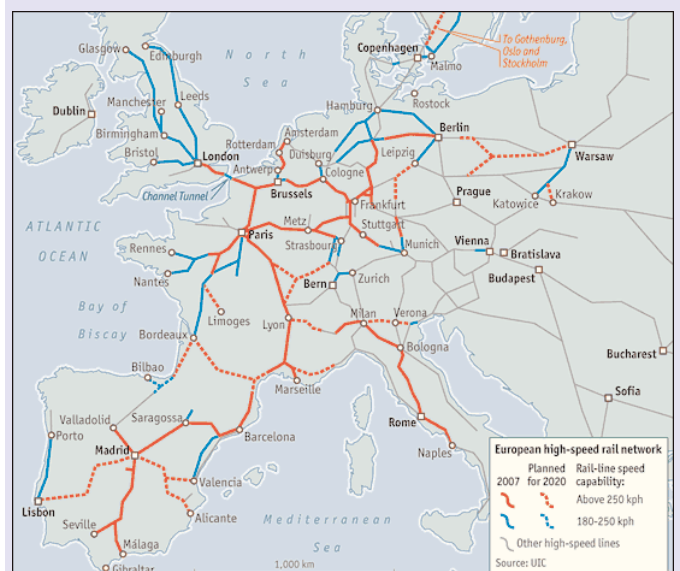 To Gothenburg,
Oslo and
Stockholm
Glasgow
Edinburgh
North
Sea
Copenhagen
Malmo
Dublin
Manchester
Leeds
Hamburg
Rostock
Birmingham
Amsterdam
Berlin
Rotterdam
Bristol
London
Duisburg
Leipzig
Warsaw
Antwerp
Cologne
Channel Tunnel
Brussels
Prague
Krakow
Katowice
Frankfurt
ATLANTIC
OCEAN
Metz
Stuttgart
Paris
Strasbourg
Munich
Vienna
Bratislava
Rennes
Budapest
Nantes
Bern
Zurich
Bay of
Biscay
Limoges
Lyon
Milan
Verona
Bordeaux
Bologna
Bucharest
Bilbao
Marseille
Sofia
Valladolid
Saragossa
Porto
Barcelona
Rome
Madrid
Naples
Valencia
Lisbon
Alicante
Seville
Mediterranean
Sea
Málaga
Gibraltar
1,000 km
European high-speed rail network
2007
Planned
for 2020
Rail-line speed
capability:
Above 250 kph
180-250 kph
Other high-speed lines
Source: UIC